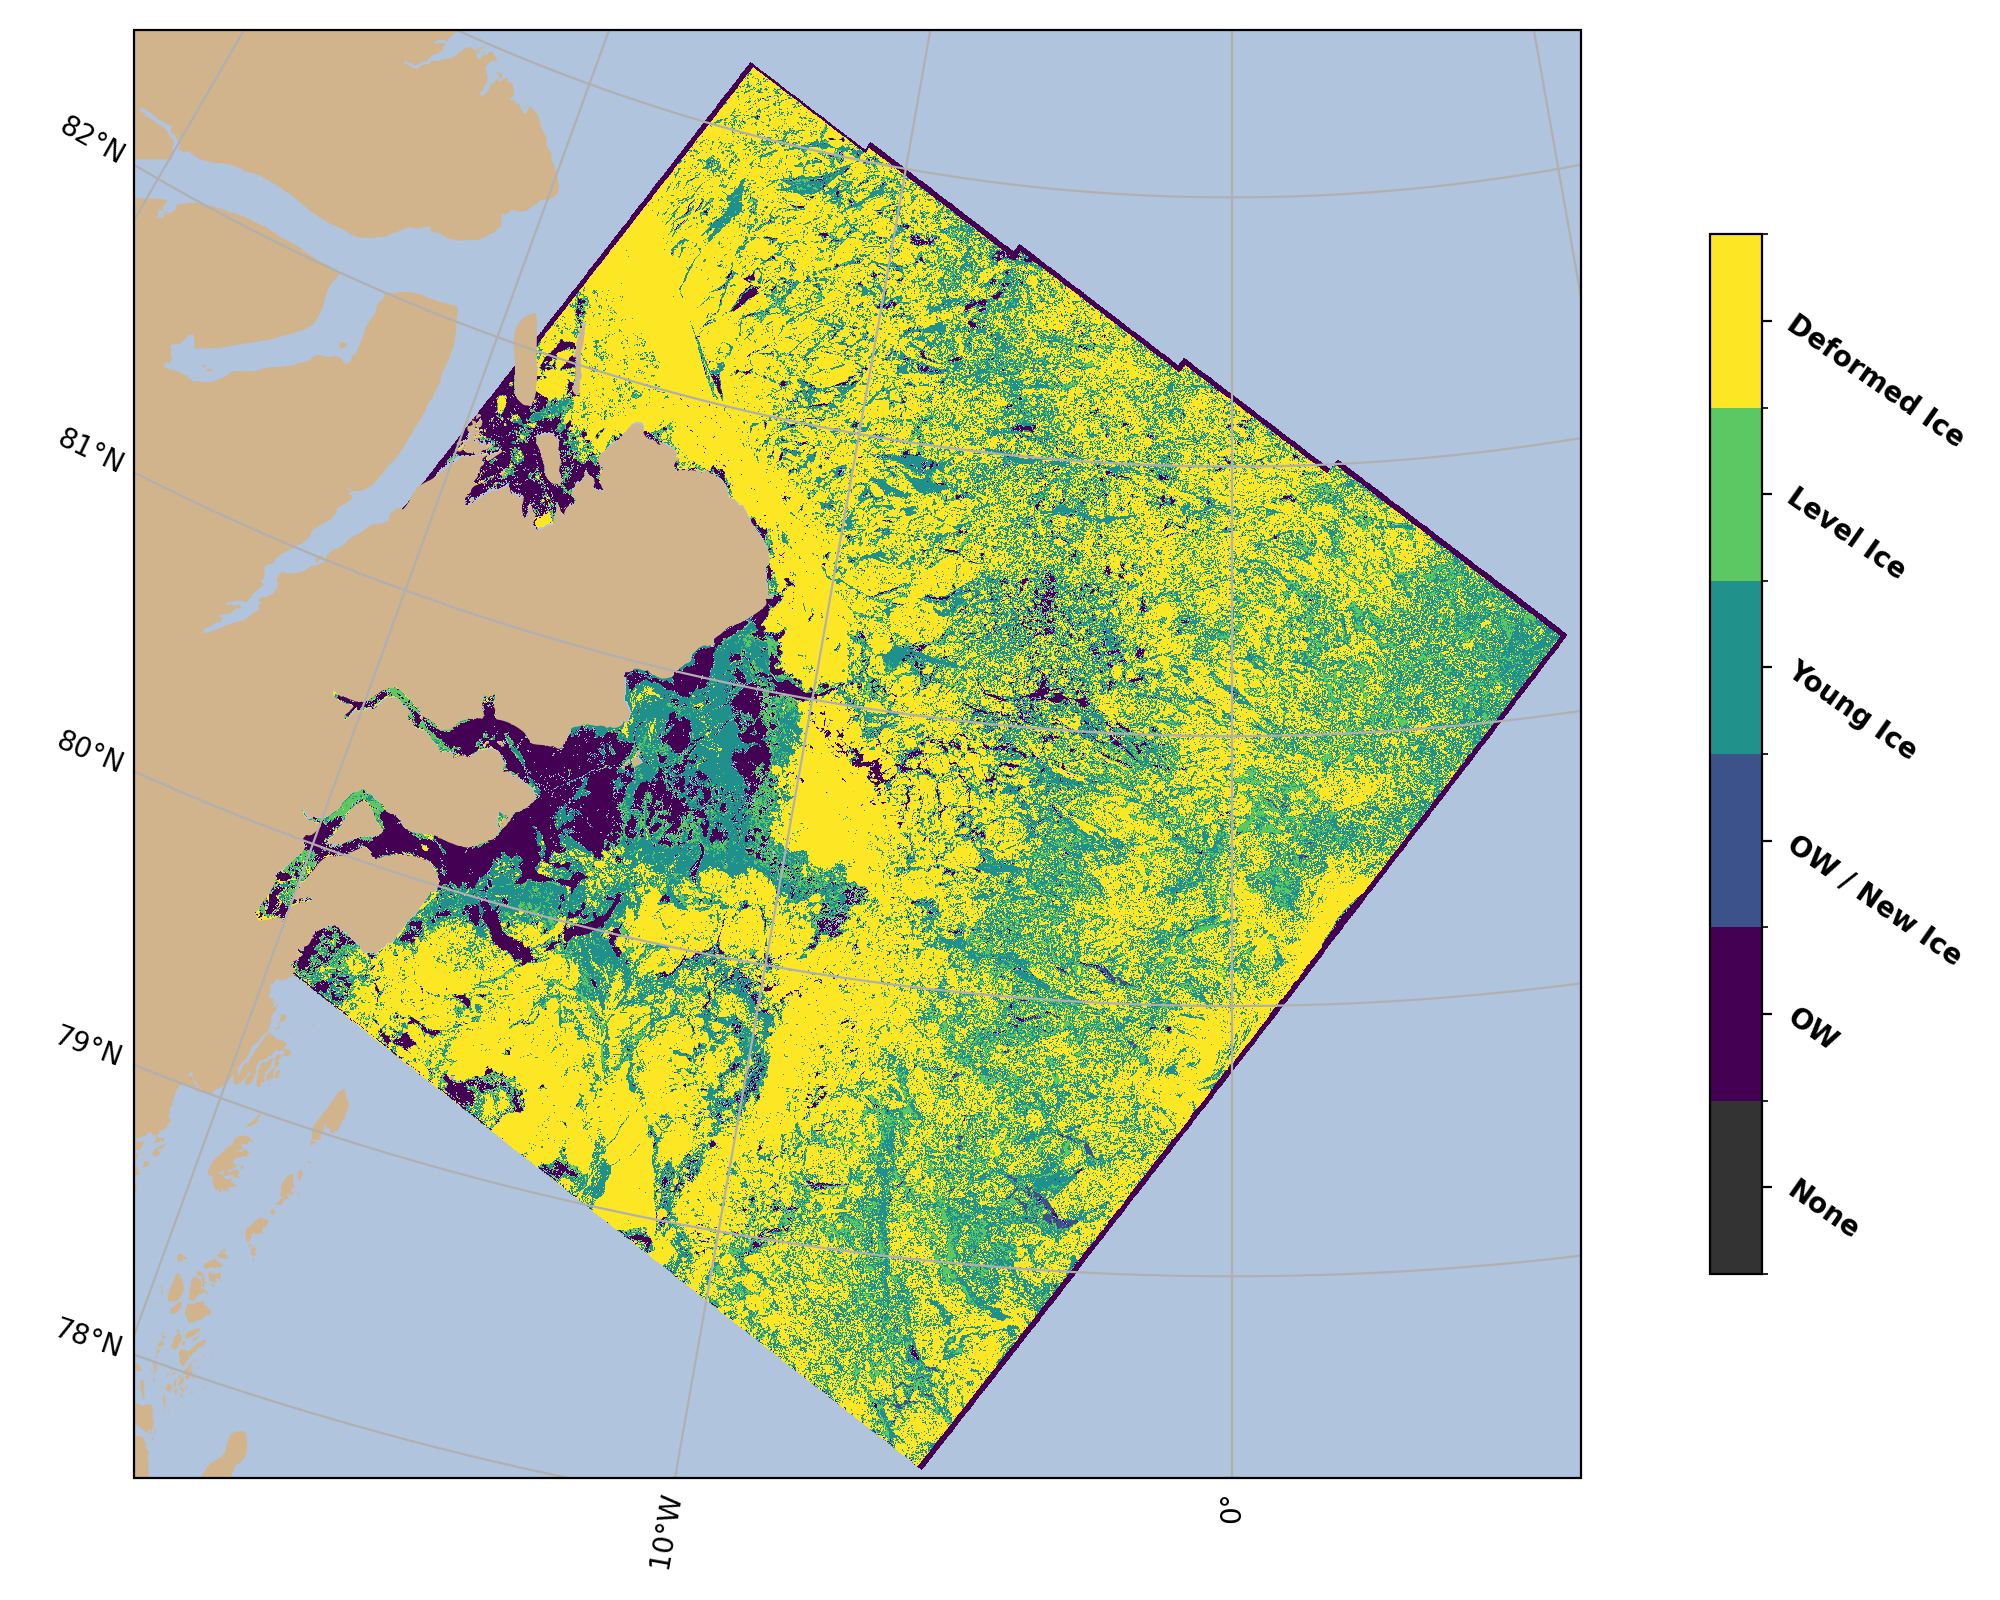 82°N
81°N
80°N
79°N
78°N
10°W
0°
Deformed Ice
Level Ice
Young Ice
OW / New Ice
OW
None